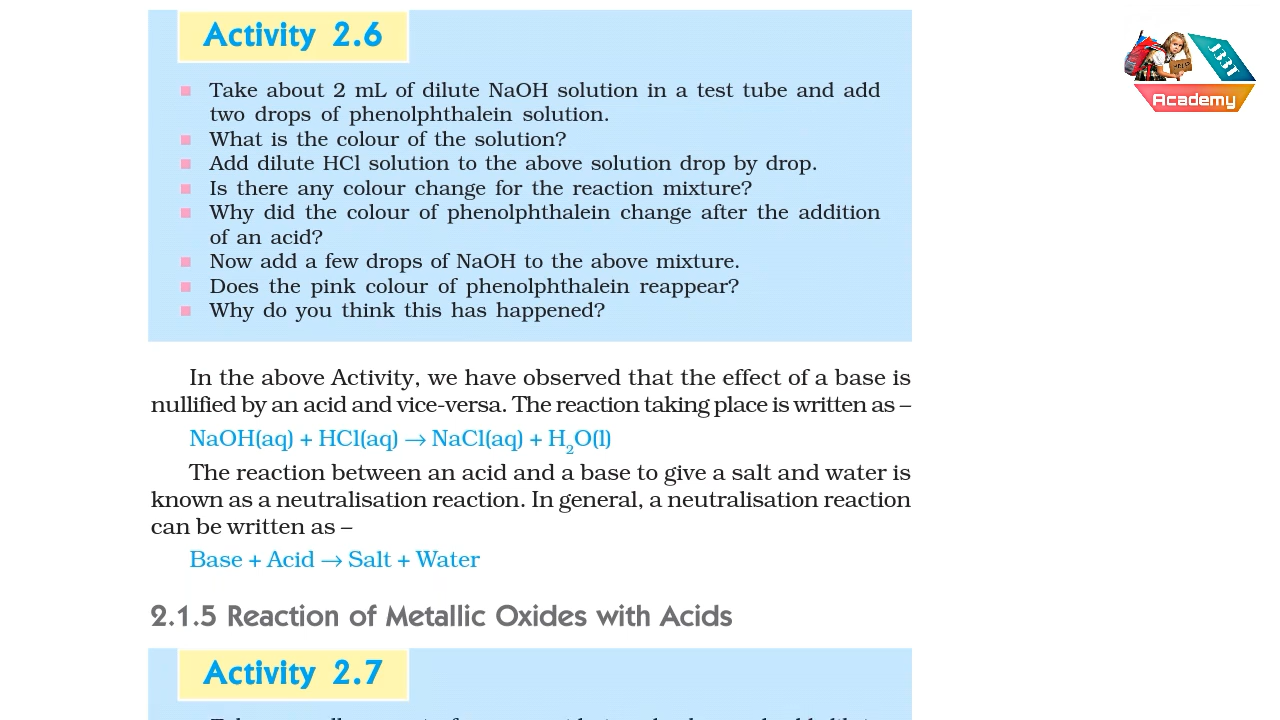 Activity 2.6
JBBT
Academy
Take about 2 mL of dilute NaOH solution in a test tube and add
two drops of phenolphthalein solution.
What is the colour of the solution?
Add dilute HCl solution to the above solution drop by drop.
Is there any colour change for the reaction mixture?
Why did the colour of phenolphthalein change after the addition
of an acid?
Now add a few drops of NaOH to the above mixture.
Does the pink colour of phenolphthalein reappear?
Why do you think this has happened?
In the above Activity, we have observed that the effect of a base is
nullified by an acid and vice-versa. The reaction taking place is written as –
NaOH(aq) + HCl(aq) → NaCl(aq) + H₂O(l)
The reaction between an acid and a base to give a salt and water is
known as a neutralisation reaction. In general, a neutralisation reaction
can be written as –
Base + Acid → Salt + Water
2.1.5 Reaction of Metallic Oxides with Acids
Activity 2.7